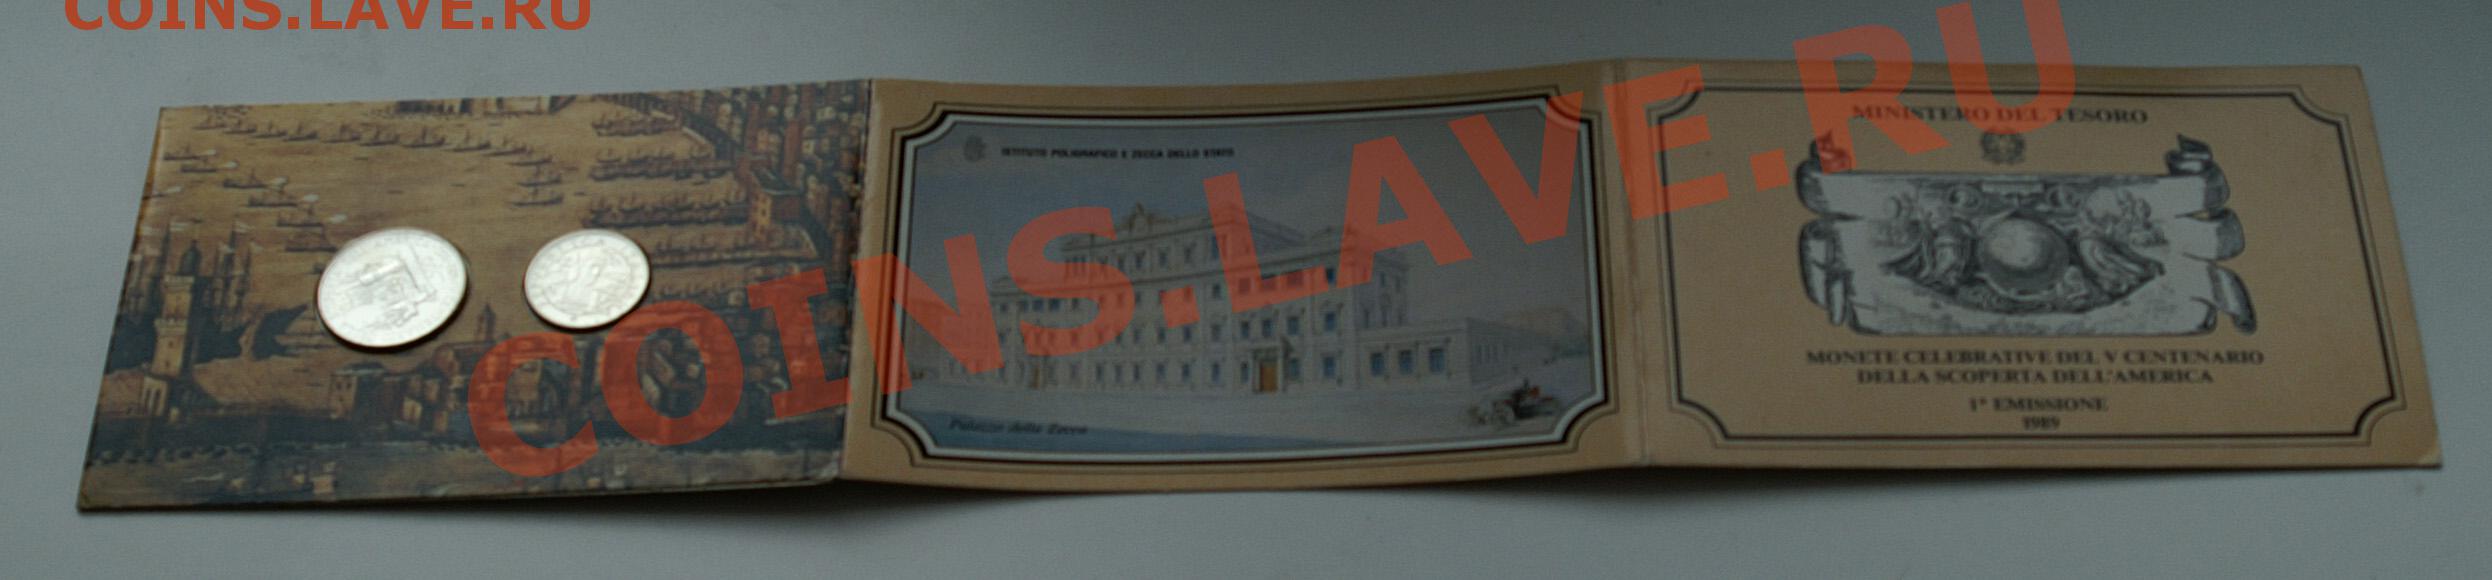 COINS.LAVE.RU
COINS.LAVE.RU
ISTITUTO POLIGRAFICO E ZECCA DELLO STATO
Palazzo della Zecca
MINISTERO DEL TESORO
MONETE CELEBRATIVE DEL V CENTENARIO
DELLA SCOPERTA DELL'AMERICA
1ª EMISSIONE
1989